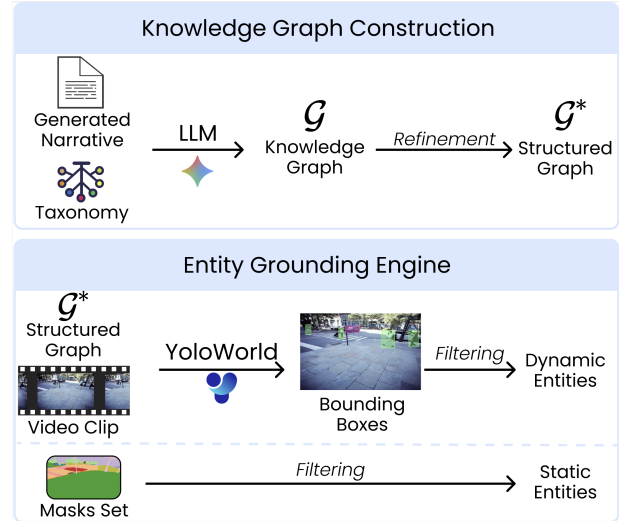 Knowledge Graph Construction
Generated
Narrative
Taxonomy
LLM
𝒢
Knowledge
Graph
Refinement
𝒢*
Structured
Graph
Entity Grounding Engine
𝒢*
Structured
Graph
Video Clip
YoloWorld
Bounding
Boxes
Filtering
Dynamic
Entities
Masks Set
Filtering
Static
Entities